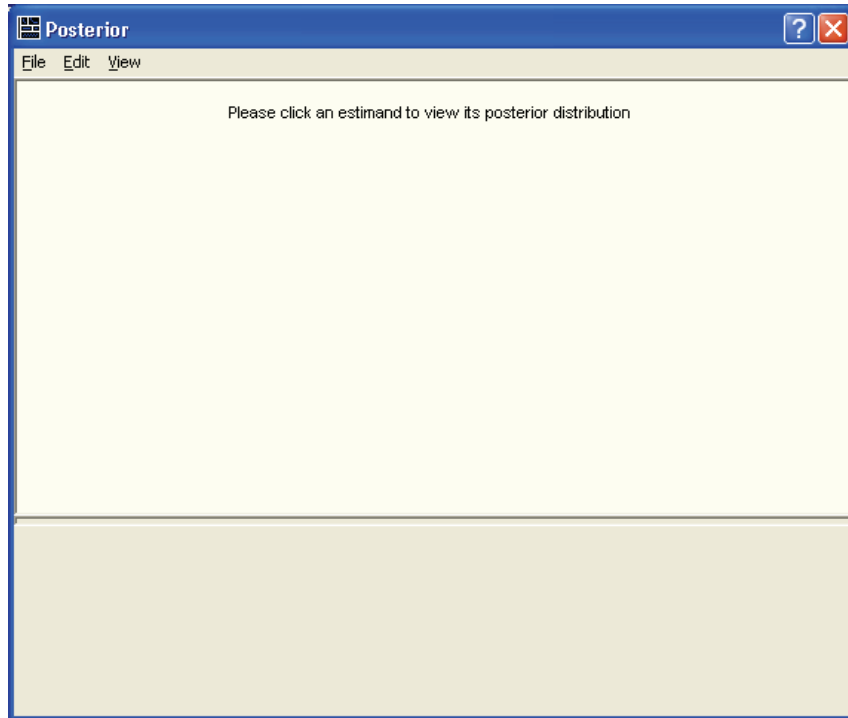 Posterior
File Edit View
Please click an estimand to view its posterior distribution